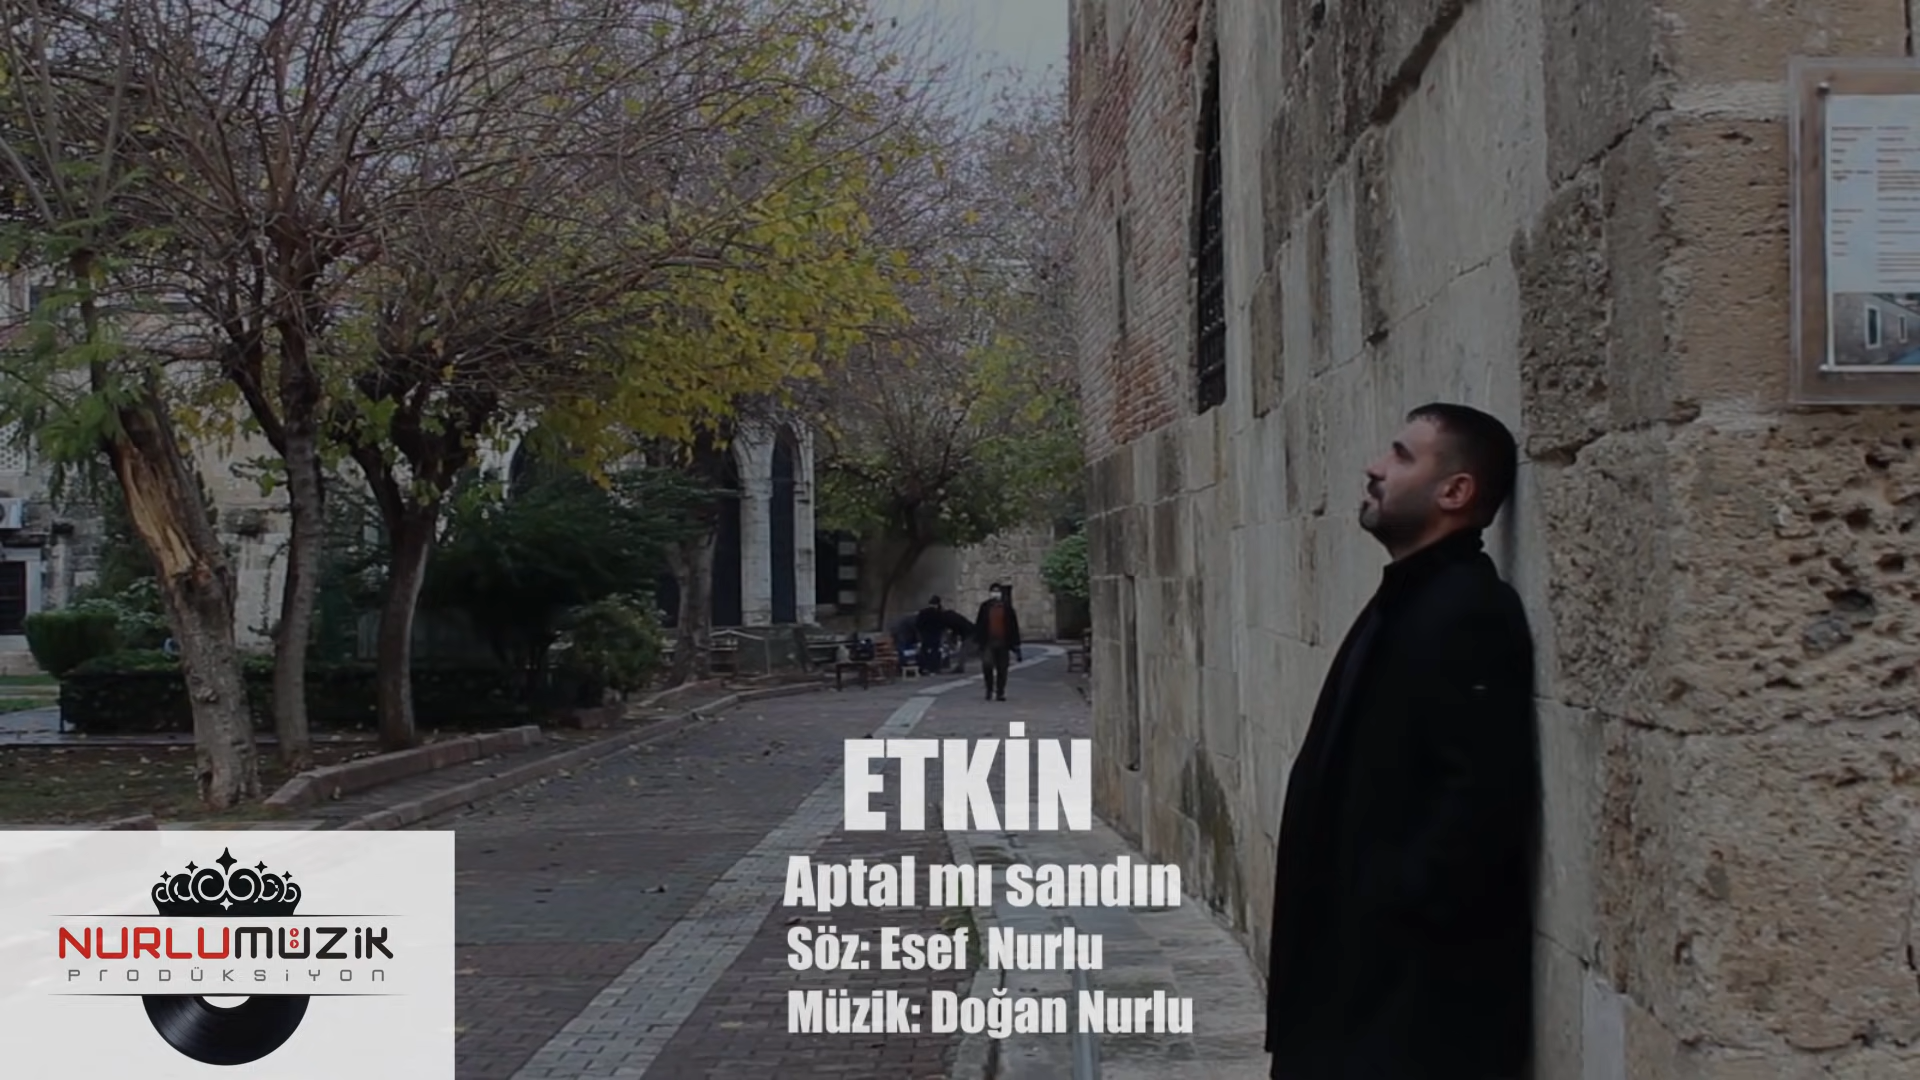 ETKİN
Aptal mı sandın
Söz: Esef Nurlu
Müzik: Doğan Nurlu
NURLUMÜZİK
PRODÜKSİYON